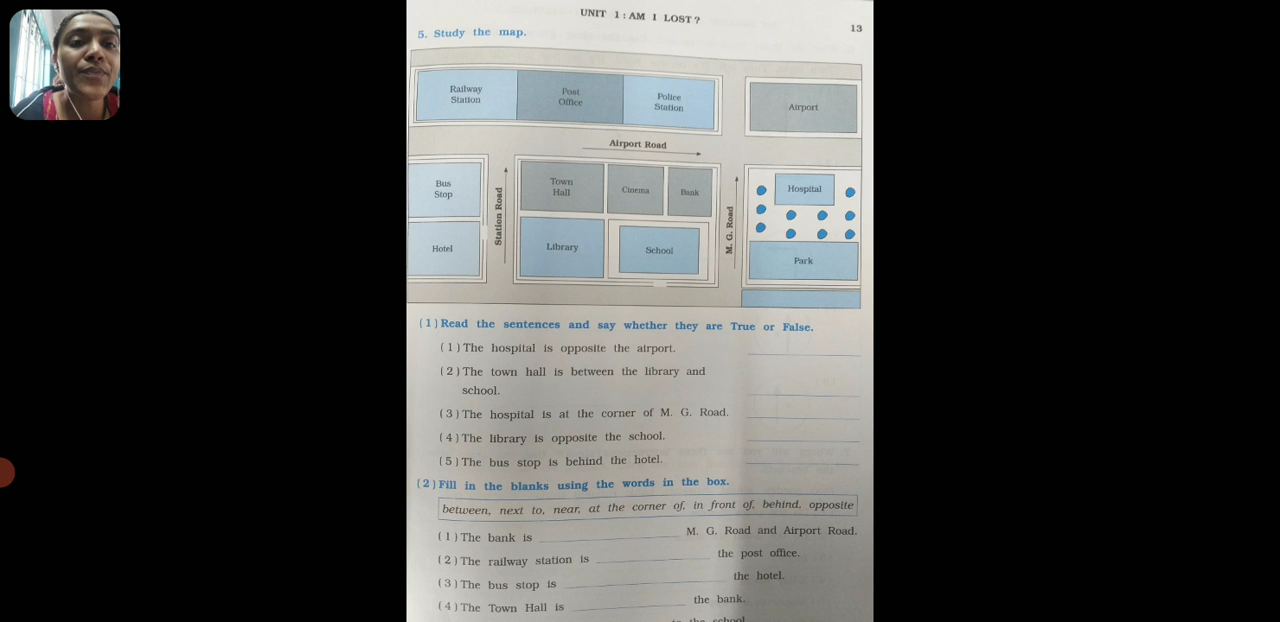 UNIT 1 : AM I LOST ?
13
5. Study the map.
Railway
Station
Post
Office
Police
Station
Airport
Airport Road
Bus
Stop
Station Road
Town
Hall
Cinema
Bank
M. G. Road
Hospital
Hotel
Library
School
Park
( 1 ) Read the sentences and say whether they are True or False.
( 1 ) The hospital is opposite the airport.
( 2 ) The town hall is between the library and
school.
( 3 ) The hospital is at the corner of M. G. Road.
( 4 ) The library is opposite the school.
( 5 ) The bus stop is behind the hotel.
( 2 ) Fill in the blanks using the words in the box.
between, next to, near, at the corner of, in front of, behind, opposite
( 1 ) The bank is ____________ M. G. Road and Airport Road.
( 2 ) The railway station is ____________ the post office.
( 3 ) The bus stop is ____________ the hotel.
( 4 ) The Town Hall is ____________ the bank.
to the school